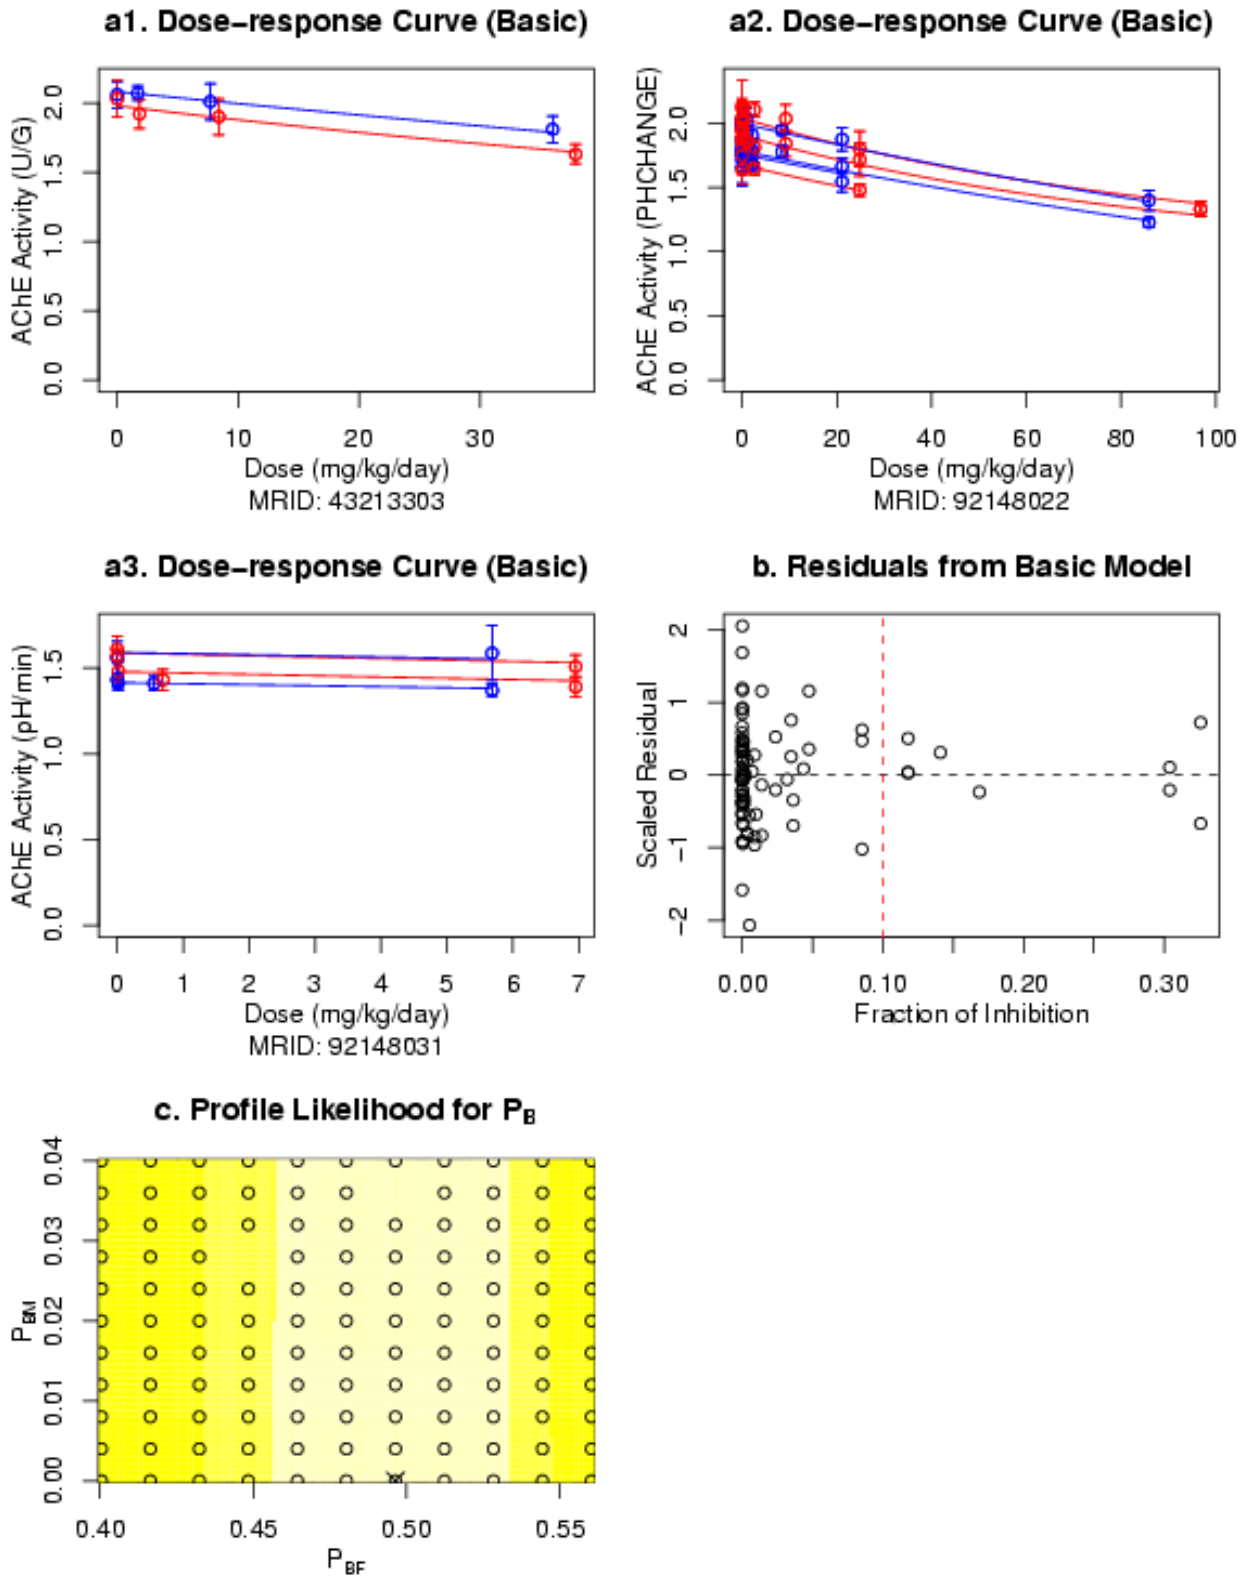 a1. Dose-response Curve (Basic)
AChE Activity (U/G)
0.0 0.5 1.0 1.5 2.0
0 10 20 30
Dose (mg/kg/day)
MRID: 43213303
a2. Dose-response Curve (Basic)
AChE Activity (PHCHANGE)
0.0 0.5 1.0 1.5 2.0
0 20 40 60 80 100
Dose (mg/kg/day)
MRID: 92148022
a3. Dose-response Curve (Basic)
AChE Activity (pH/min)
0.0 0.5 1.0 1.5
0 1 2 3 4 5 6 7
Dose (mg/kg/day)
MRID: 92148031
b. Residuals from Basic Model
Scaled Residual
-2 -1 0 1 2
0.00 0.10 0.20 0.30
Fraction of Inhibition
c. Profile Likelihood for PB
PBM
0.00 0.01 0.02 0.03 0.04
0.40 0.45 0.50 0.55
PBF